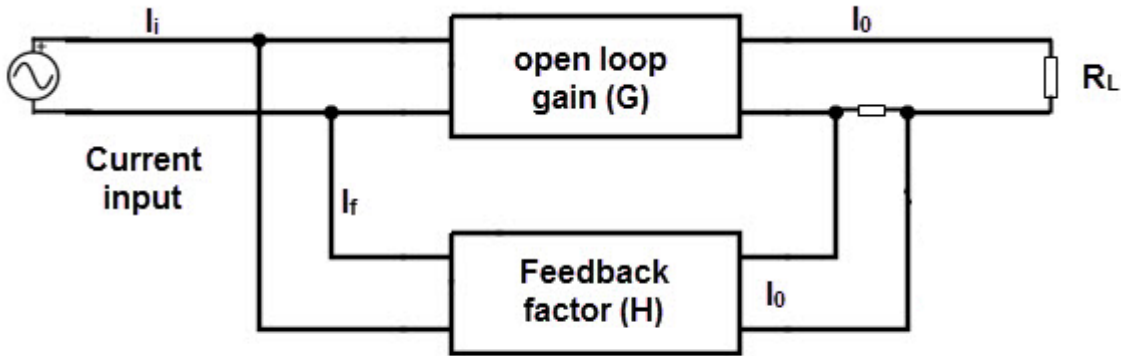 Ii
I0
open loop
gain (G)
RL
Current
input
If
Feedback
factor (H)
I0
+